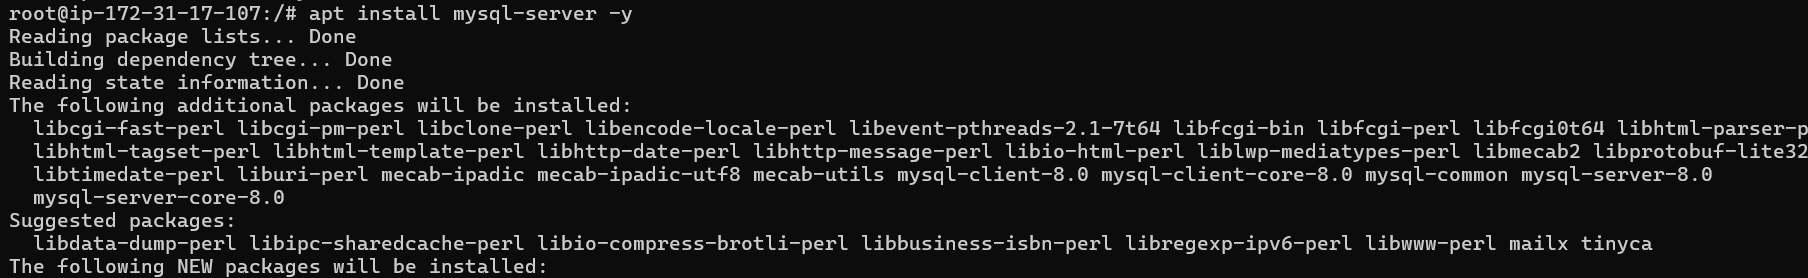 root@ip-172-31-17-107:/# apt install mysql-server -y
Reading package lists... Done
Building dependency tree... Done
Reading state information... Done
The following additional packages will be installed:
  libcgi-fast-perl libcgi-pm-perl libclone-perl libencode-locale-perl libevent-pthreads-2.1-7t64 libfcgi-bin libfcgi-perl libfcgi0t64 libhtml-parser-p
  libhtml-tagset-perl libhtml-template-perl libhttp-date-perl libhttp-message-perl libio-html-perl liblwp-mediatypes-perl libmecab2 libprotobuf-lite32
  libtimedate-perl liburi-perl mecab-ipadic mecab-ipadic-utf8 mecab-utils mysql-client-8.0 mysql-client-core-8.0 mysql-common mysql-server-8.0
  mysql-server-core-8.0
Suggested packages:
  libdata-dump-perl libipc-sharedcache-perl libio-compress-brotli-perl libbusiness-isbn-perl libregexp-ipv6-perl libwww-perl mailx tinyca
The following NEW packages will be installed: